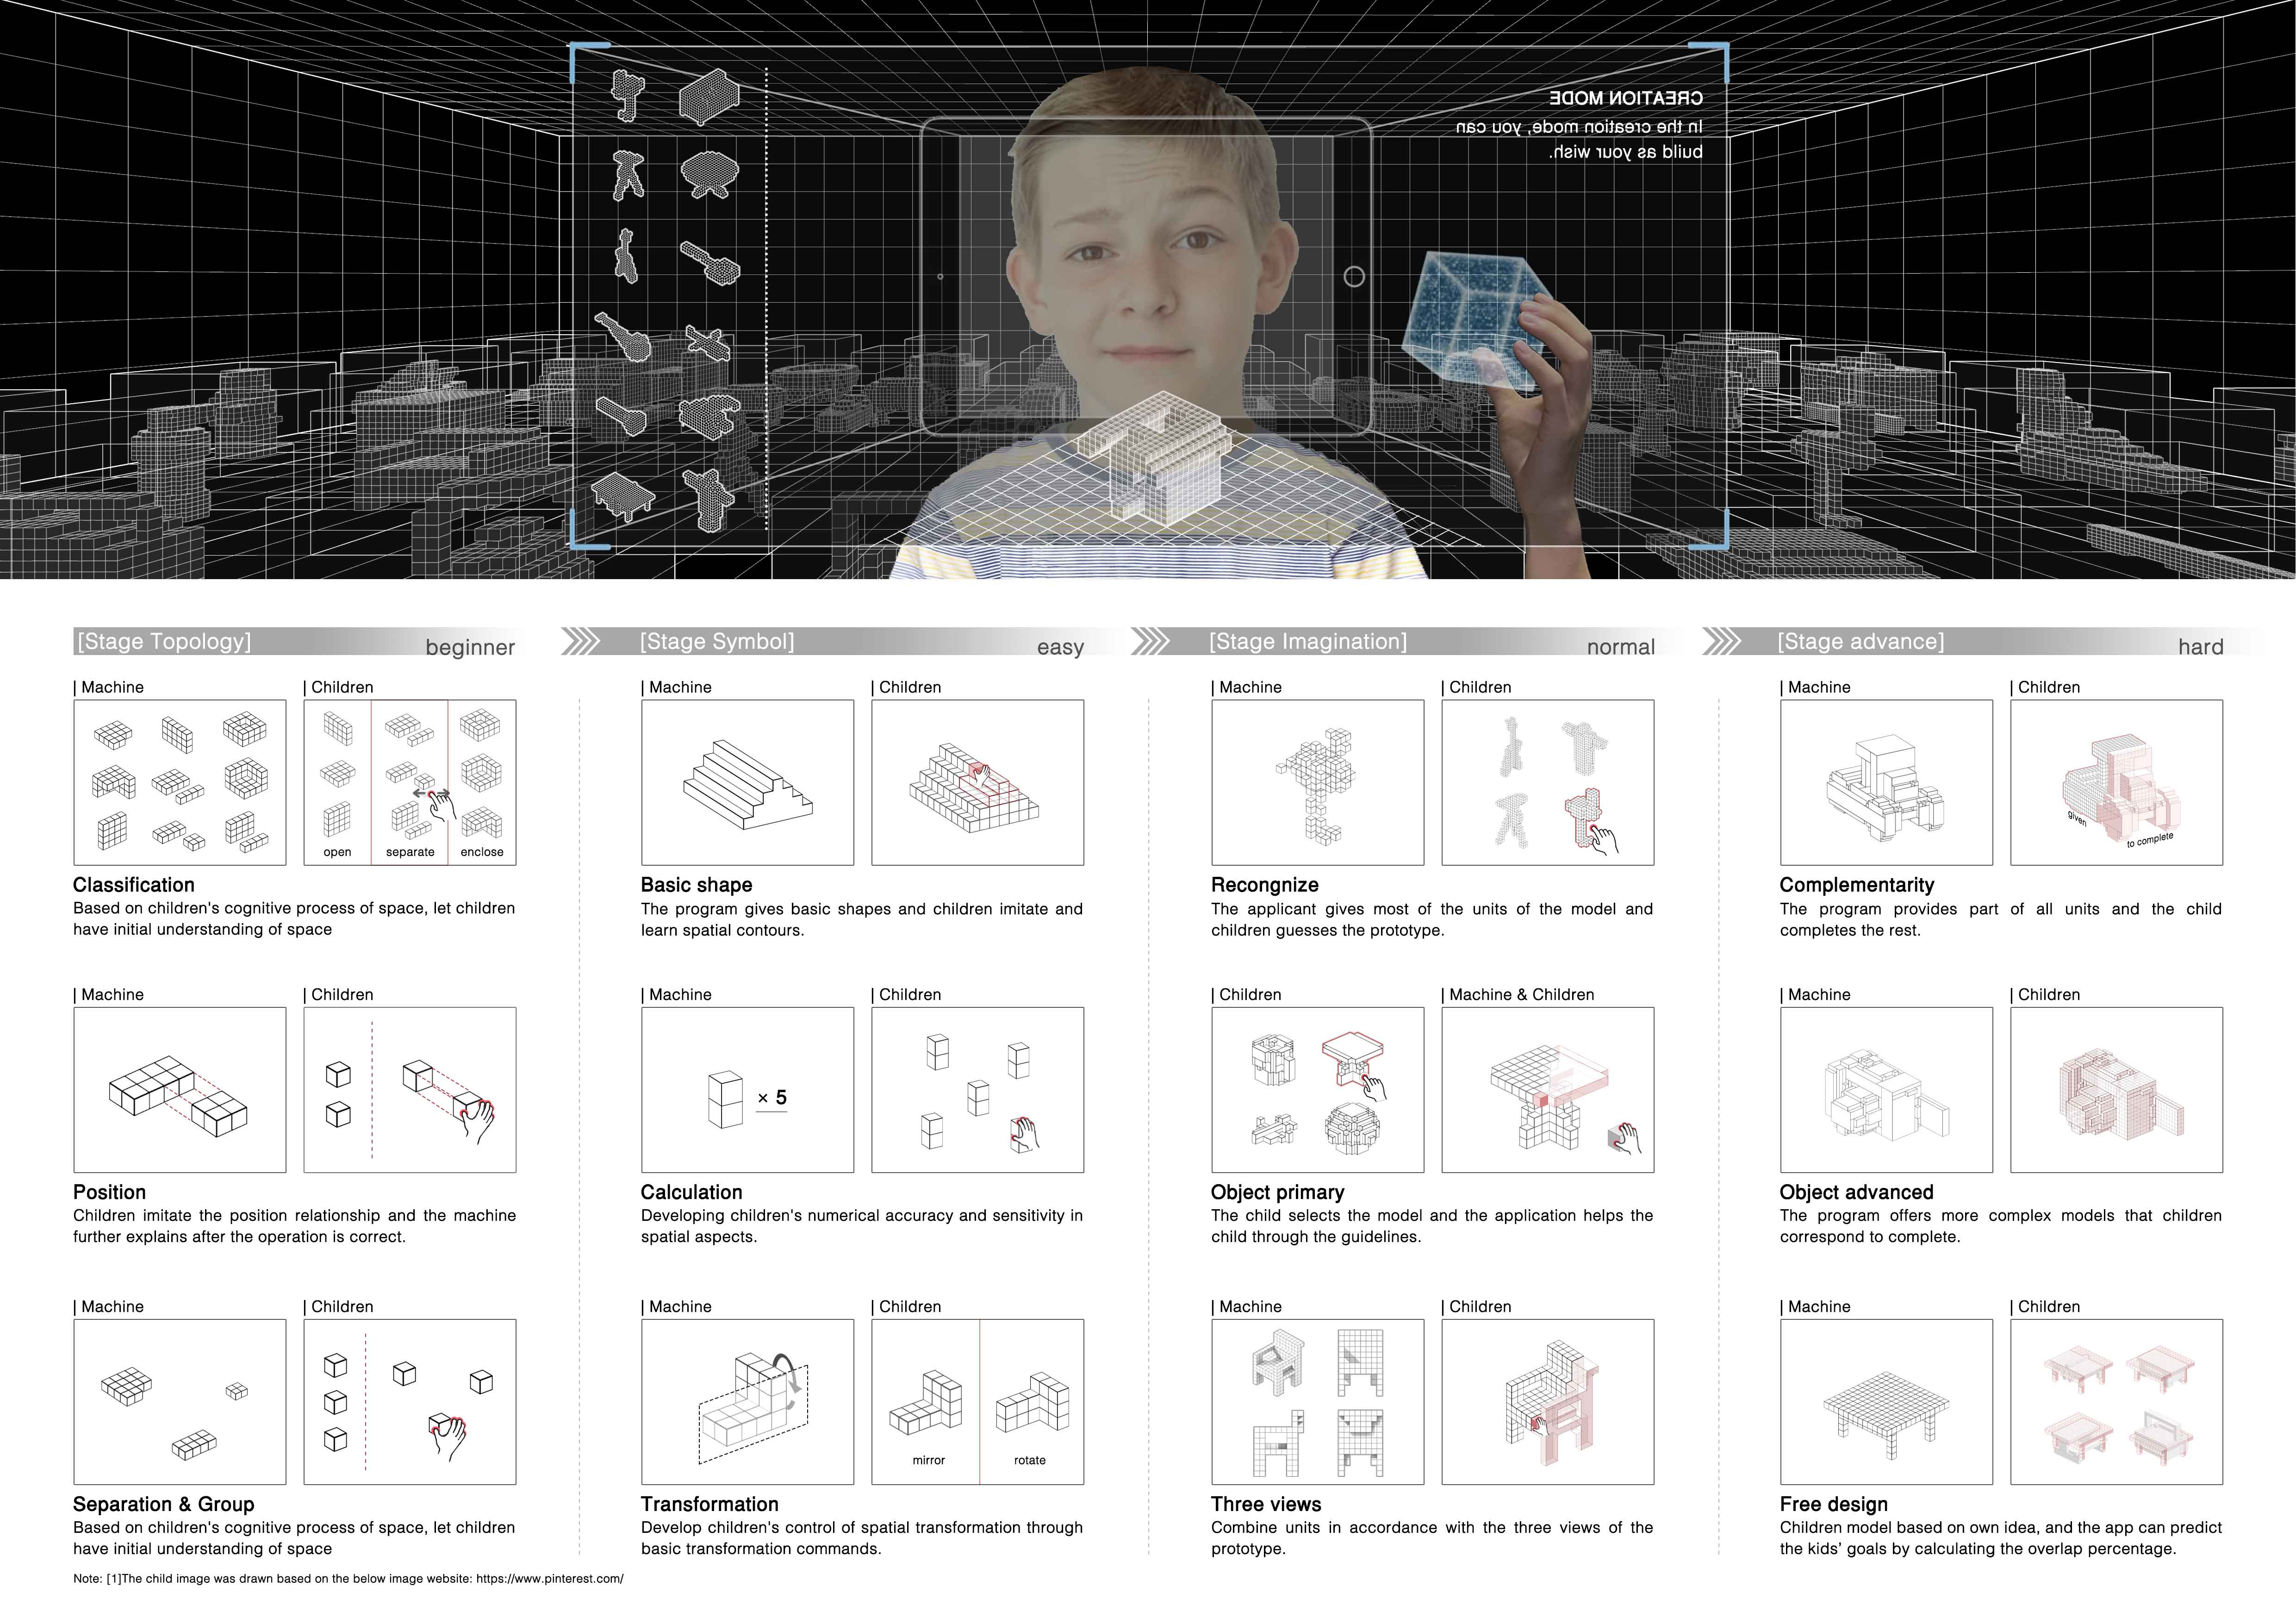 CREATION MODE
In the creation mode, you can
build as your wish.
[Stage Topology]
beginner
| Machine
| Children
open
separate
enclose
Classification
Based on children's cognitive process of space, let children
have initial understanding of space
| Machine
| Children
Position
Children imitate the position relationship and the machine
further explains after the operation is correct.
| Machine
| Children
Separation & Group
Based on children's cognitive process of space, let children
have initial understanding of space
[Stage Symbol]
easy
| Machine
| Children
Basic shape
The program gives basic shapes and children imitate and
learn spatial contours.
| Machine
| Children
× 5
Calculation
Developing children's numerical accuracy and sensitivity in
spatial aspects.
| Machine
| Children
mirror
rotate
Transformation
Develop children's control of spatial transformation through
basic transformation commands.
[Stage Imagination]
normal
| Machine
| Children
Recongnize
The applicant gives most of the units of the model and
children guesses the prototype.
| Children
| Machine & Children
Object primary
The child selects the model and the application helps the
child through the guidelines.
| Machine
| Children
Three views
Combine units in accordance with the three views of the
prototype.
[Stage advance]
hard
| Machine
| Children
given
to complete
Complementarity
The program provides part of all units and the child
completes the rest.
| Machine
| Children
Object advanced
The program offers more complex models that children
correspond to complete.
| Machine
| Children
Free design
Children model based on own idea, and the app can predict
the kids' goals by calculating the overlap percentage.
Note: [1]The child image was drawn based on the below image website: https://www.pinterest.com/